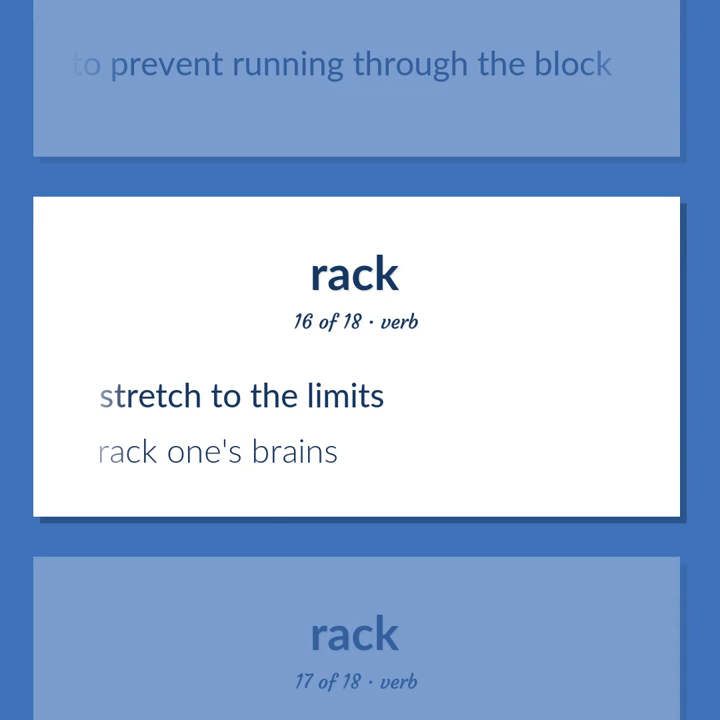 to prevent running through the block
rack
16 of 18 · verb
stretch to the limits
rack one's brains
rack
17 of 18 · verb